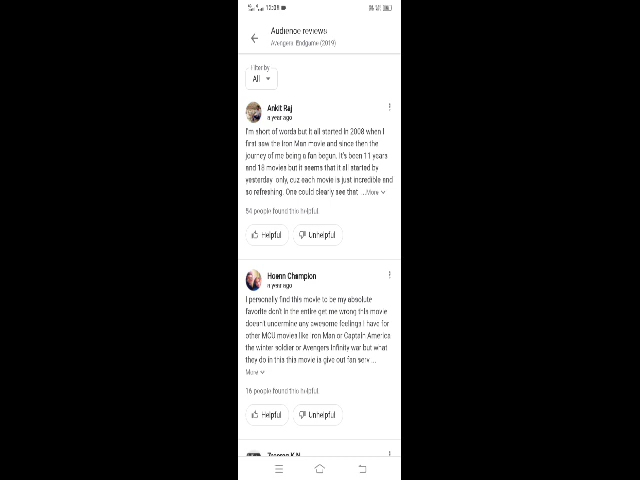 13:08
Audience reviews
Avengers: Endgame (2019)
Filter by
All
Ankit Raj
a year ago
I'm short of words but it all started in 2008 when I
first saw the Iron Man movie and since then the
journey of me being a fan begun. It's been 11 years
and 18 movies but it seems that it all started by
yesterday only, cuz each movie is just incredible and
so refreshing. One could clearly see that ...More
54 people found this helpful.
Helpful
Unhelpful
Hoenn Champion
a year ago
I personally find this movie to be my absolute
favorite don't in the entire get me wrong this movie
doesn't undermine any awesome feelings I have for
other MCU movies like Iron Man or Captain America
the winter soldier or Avengers Infinity war but what
they do in this this movie is give out fan serv ...
More
16 people found this helpful.
Helpful
Unhelpful